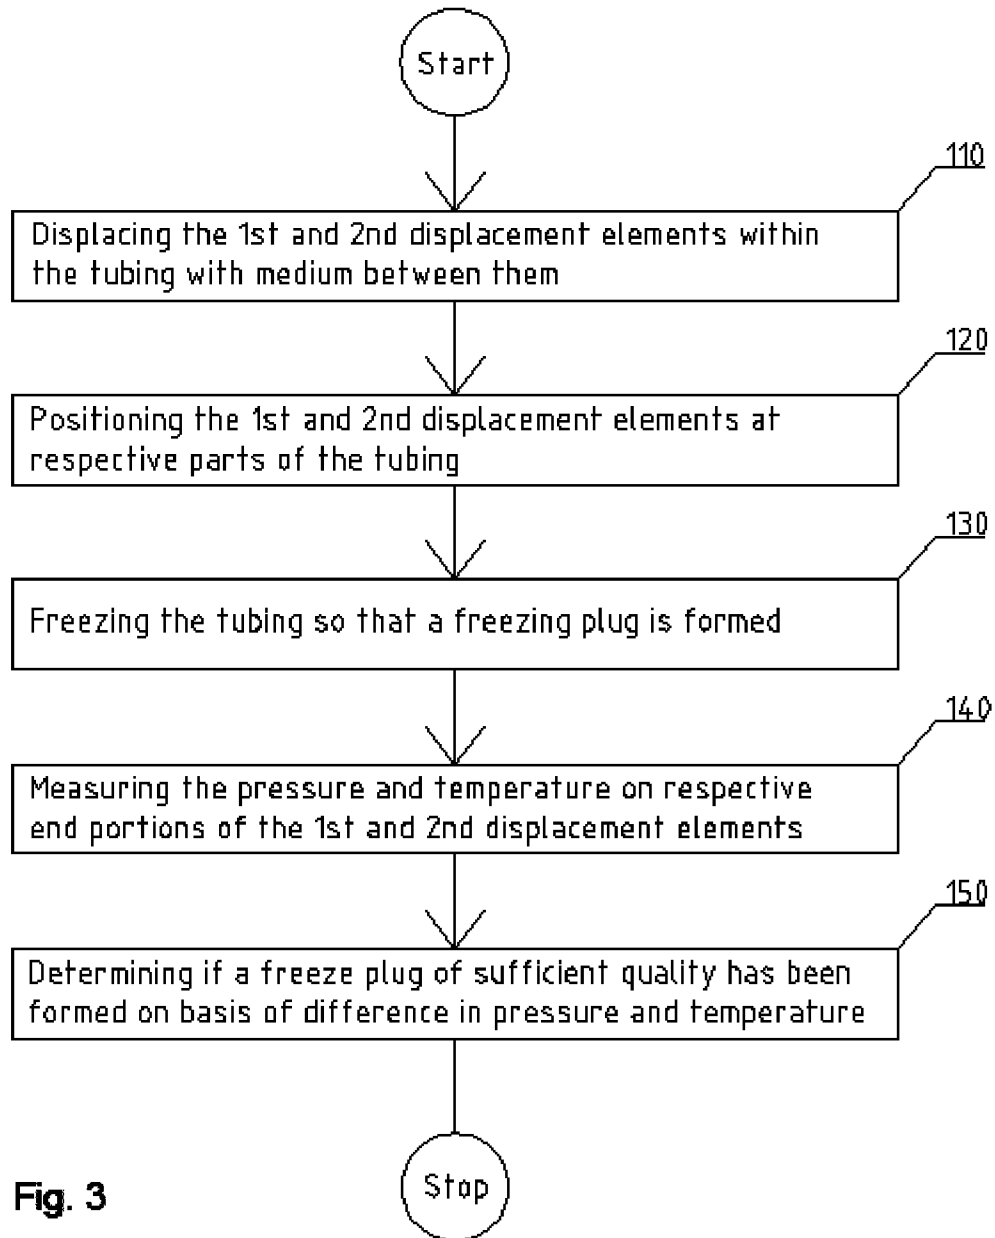 Start
110
Displacing the 1st and 2nd displacement elements within
the tubing with medium between them
120
Positioning the 1st and 2nd displacement elements at
respective parts of the tubing
130
Freezing the tubing so that a freezing plug is formed
140
Measuring the pressure and temperature on respective
end portions of the 1st and 2nd displacement elements
150
Determining if a freeze plug of sufficient quality has been
formed on basis of difference in pressure and temperature
Stop
Fig. 3